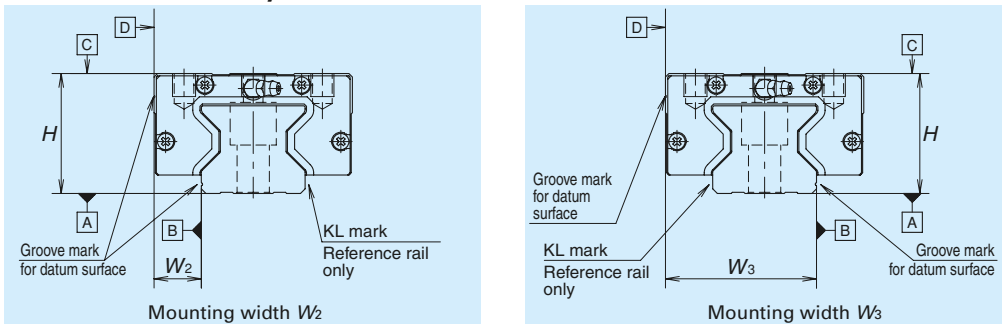 D
C
H
A
B
Groove mark
for datum surface
W2
KL mark
Reference rail
only
Mounting width W2
D
C
H
Groove mark
for datum
surface
A
B
KL mark
Reference rail
only
W3
Groove mark
for datum surface
Mounting width W3